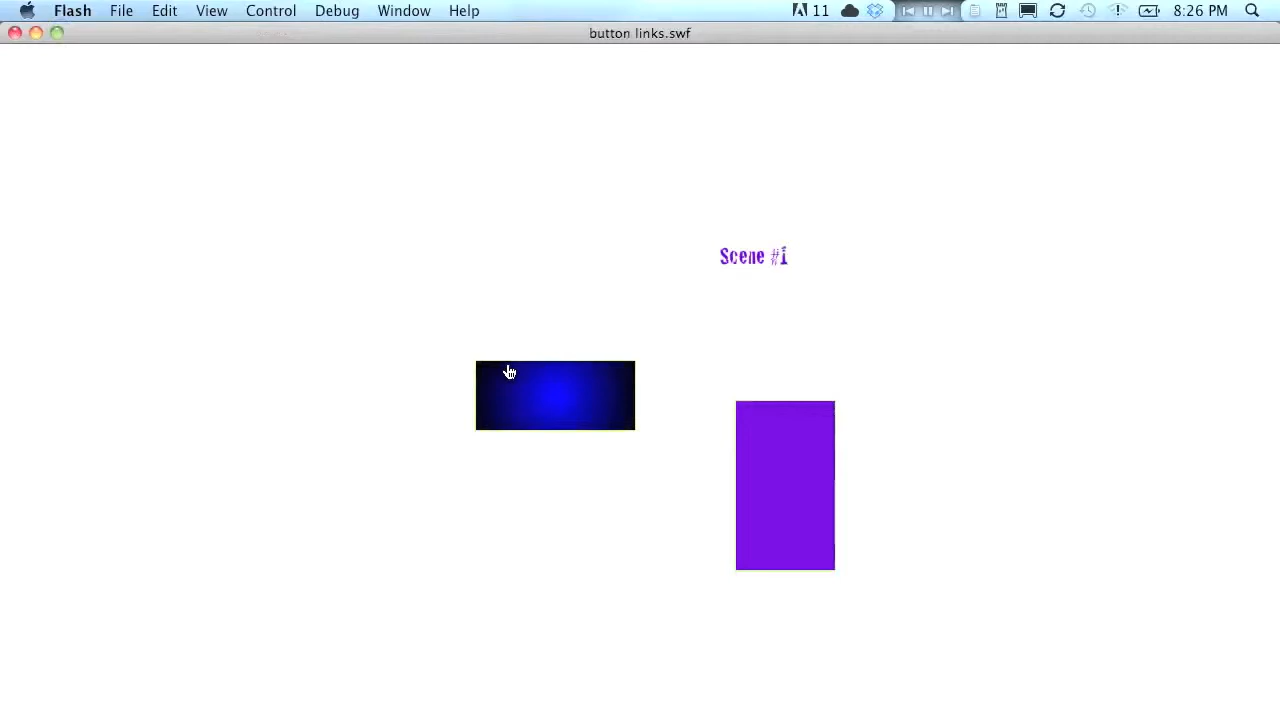 Flash File Edit View Control Debug Window Help 11 8:26 PM
button links.swf
Scene #1